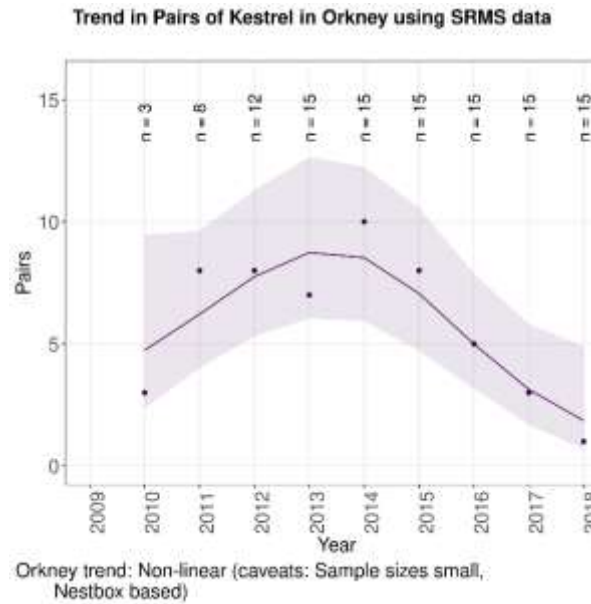 Trend in Pairs of Kestrel in Orkney using SRMS data
n = 3
n = 8
n = 12
n = 15
n = 15
n = 15
n = 15
n = 15
n = 15
15
10
5
0
Pairs
2009
2010
2011
2012
2013
2014
2015
2016
2017
2018
Year
Orkney trend: Non-linear (caveats: Sample sizes small,
Nestbox based)